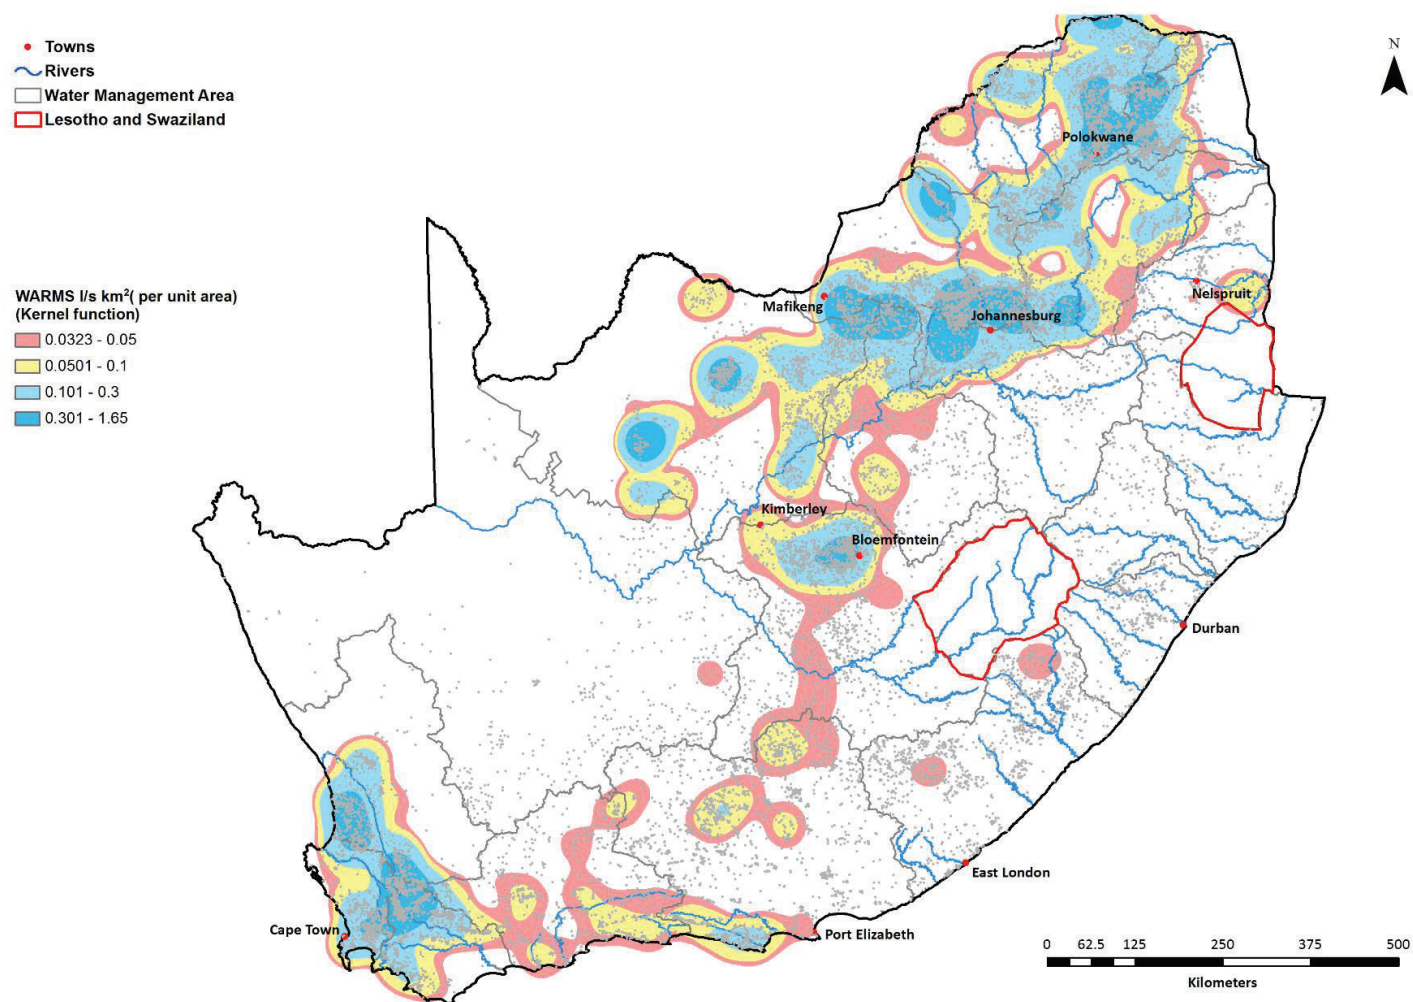 Towns
Rivers
Water Management Area
Lesotho and Swaziland
N
WARMS l/s km²( per unit area)
(Kernel function)
0.0323 - 0.05
0.0501 - 0.1
0.101 - 0.3
0.301 - 1.65
Polokwane
Nelspruit
Mafikeng
Johannesburg
Kimberley
Bloemfontein
Durban
East London
Cape Town
Port Elizabeth
0 62.5 125 250 375 500
Kilometers